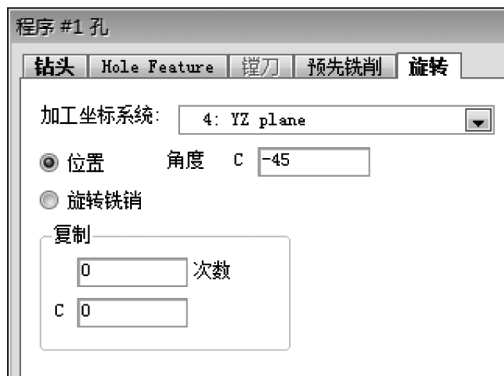 程序 #1 孔
钻头 Hole Feature 镗刀 预先铣削 旋转
加工坐标系统: 4: YZ plane
位置 角度 C -45
旋转铣销
复制
0 次数
C 0